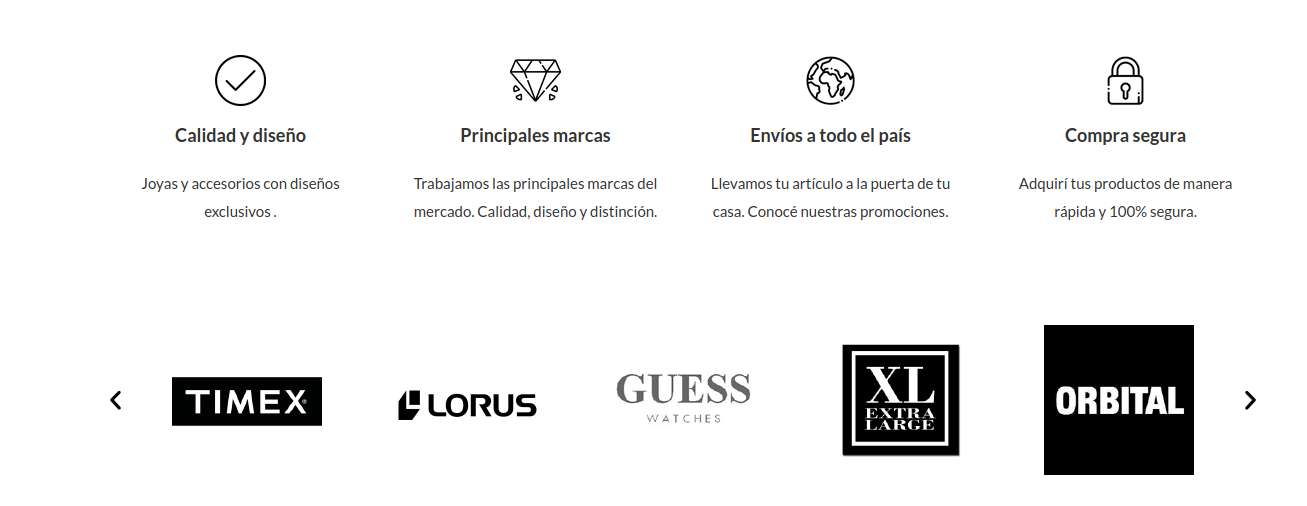 Calidad y diseño
Principales marcas
Envíos a todo el país
Compra segura
Joyas y accesorios con diseños
exclusivos .
Trabajamos las principales marcas del
mercado. Calidad, diseño y distinción.
Llevamos tu artículo a la puerta de tu
casa. Conocé nuestras promociones.
Adquirí tus productos de manera
rápida y 100% segura.
TIMEX®
LORUS
GUESS
WATCHES
XL
EXTRA
LARGE
ORBITAL